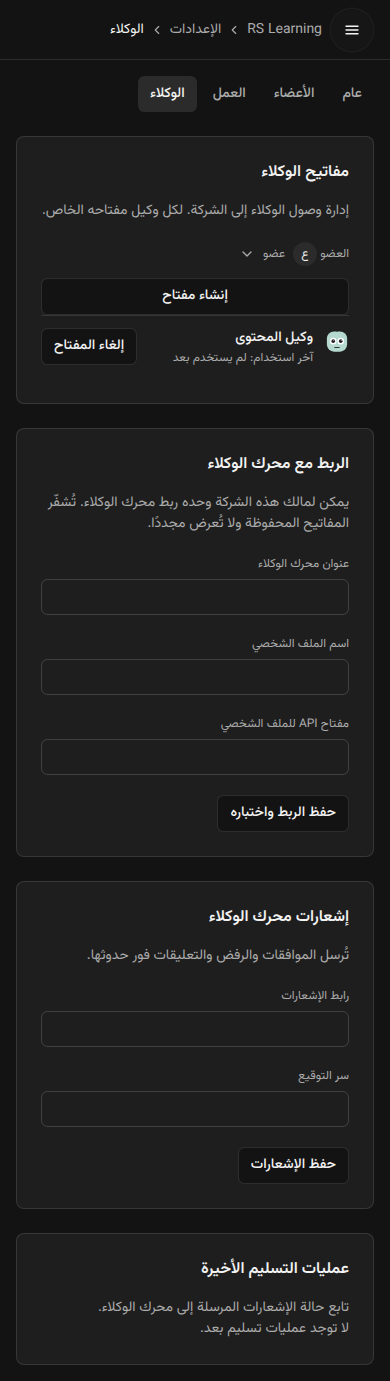 RS Learning › الإعدادات › الوكلاء
عام الأعضاء العمل الوكلاء
مفاتيح الوكلاء
إدارة وصول الوكلاء إلى الشركة. لكل وكيل مفتاحه الخاص.
العضو ع عضو
إنشاء مفتاح
وكيل المحتوى
آخر استخدام: لم يستخدم بعد
إلغاء المفتاح
الربط مع محرك الوكلاء
يمكن لمالك هذه الشركة وحده ربط محرك الوكلاء. تُشفّر
المفاتيح المحفوظة ولا تُعرض مجددًا.
عنوان محرك الوكلاء
اسم الملف الشخصي
مفتاح API للملف الشخصي
حفظ الربط واختباره
إشعارات محرك الوكلاء
تُرسل الموافقات والرفض والتعليقات فور حدوثها.
رابط الإشعارات
سر التوقيع
حفظ الإشعارات
عمليات التسليم الأخيرة
تابع حالة الإشعارات المرسلة إلى محرك الوكلاء.
لا توجد عمليات تسليم بعد.